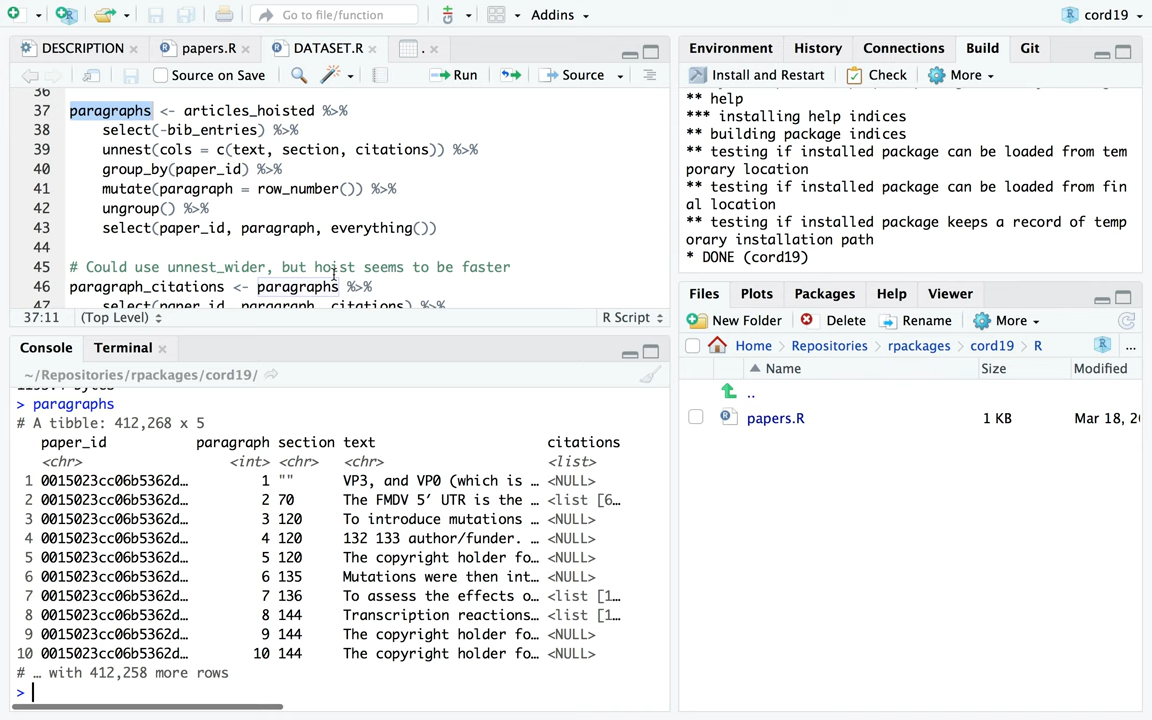 Go to file/function
Addins
cord19
DESCRIPTION
papers.R
DATASET.R
.
Source on Save
Run
Source
36
37 paragraphs <- articles_hoisted %>%
38 select(-bib_entries) %>%
39 unnest(cols = c(text, section, citations)) %>%
40 group_by(paper_id) %>%
41 mutate(paragraph = row_number()) %>%
42 ungroup() %>%
43 select(paper_id, paragraph, everything())
44
45 # Could use unnest_wider, but hoist seems to be faster
46 paragraph_citations <- paragraphs %>%
47 select(paper_id, paragraph, citations) %>%
37:11 (Top Level) R Script
Console Terminal
~/Repositories/rpackages/cord19/
> paragraphs
# A tibble: 412,268 x 5
paper_id paragraph section text citations
<chr> <int> <chr> <chr> <list>
1 0015023cc06b5362d… 1 "" VP3, and VP0 (which is … <NULL>
2 0015023cc06b5362d… 2 70 The FMDV 5′ UTR is the … <list [6…
3 0015023cc06b5362d… 3 120 To introduce mutations … <NULL>
4 0015023cc06b5362d… 4 120 132 133 author/funder. … <NULL>
5 0015023cc06b5362d… 5 120 The copyright holder fo… <NULL>
6 0015023cc06b5362d… 6 135 Mutations were then int… <NULL>
7 0015023cc06b5362d… 7 136 To assess the effects o… <list [1…
8 0015023cc06b5362d… 8 144 Transcription reactions… <list [1…
9 0015023cc06b5362d… 9 144 The copyright holder fo… <NULL>
10 0015023cc06b5362d… 10 144 The copyright holder fo… <NULL>
# … with 412,258 more rows
>
Environment History Connections Build Git
Install and Restart Check More
** help
*** installing help indices
** building package indices
** testing if installed package can be loaded from tem
porary location
** testing if installed package can be loaded from fin
al location
** testing if installed package keeps a record of temp
orary installation path
* DONE (cord19)
Files Plots Packages Help Viewer
New Folder Delete Rename More
Home Repositories rpackages cord19 R ...
Name Size Modified
..
papers.R 1 KB Mar 18, 2